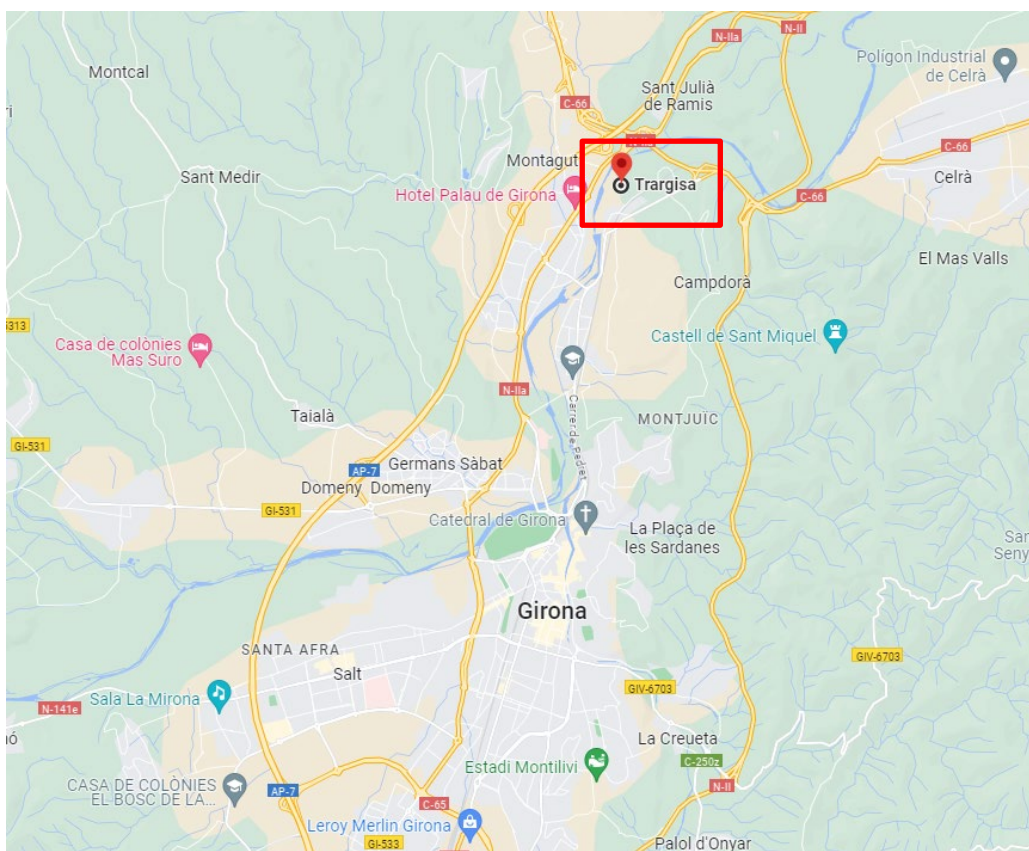 N-II
N-IIa
Polígon Industrial
de Celrà
Montcal
Sant Julià
de Ramis
C-66
C-66
Montagut
Sant Medir
Trargisa
Celrà
Hotel Palau de Girona
C-66
El Mas Valls
Campdorà
Casa de colònies
Mas Suro
Castell de Sant Miquel
N-IIa
Carrer de Pedret
Taialà
MONTJUÏC
GI-531
Germans Sàbat
AP-7
Domeny Domeny
GI-531
Catedral de Girona
La Plaça de
les Sardanes
Girona
SANTA AFRA
GIV-6703
Salt
GIV-6703
Sala La Mirona
N-141e
La Creueta
C-250z
Estadi Montilivi
N-II
CASA DE COLÒNIES
EL BOSC DE LA...
AP-7
C-65
Leroy Merlin Girona
GI-533
Palol d'Onyar